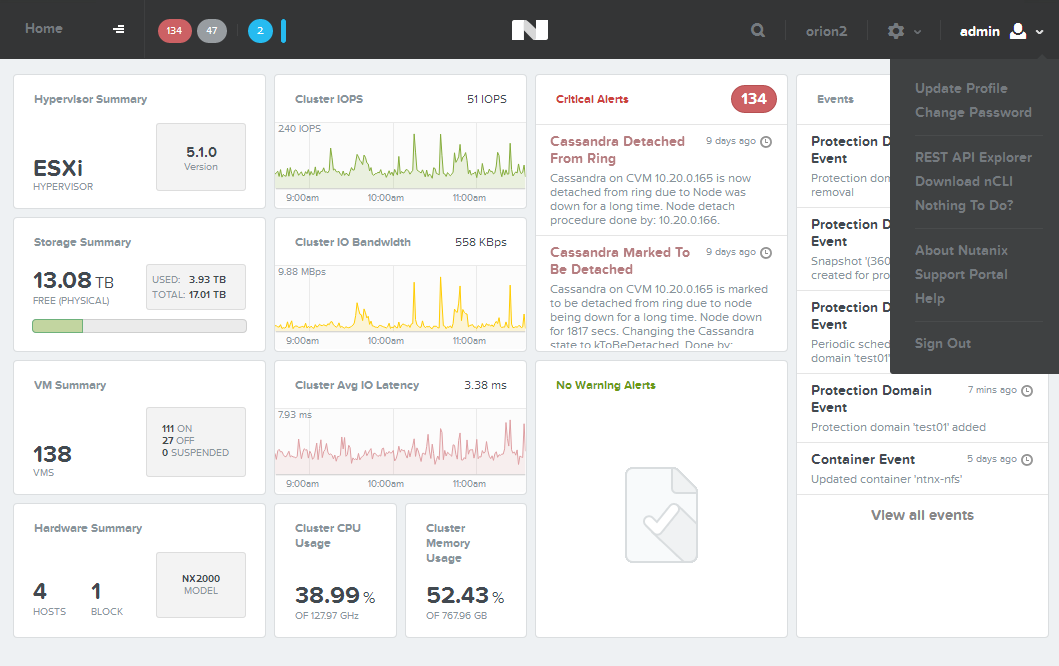 Home
134
47
2
orion2
admin
Hypervisor Summary
ESXi
HYPERVISOR
5.1.0
Version
Storage Summary
13.08 TB
FREE (PHYSICAL)
USED: 3.93 TB
TOTAL: 17.01 TB
VM Summary
138
VMS
111 ON
27 OFF
0 SUSPENDED
Hardware Summary
4
HOSTS
1
BLOCK
NX2000
MODEL
Cluster IOPS
51 IOPS
240 IOPS
9:00am
10:00am
11:00am
Cluster IO Bandwidth
558 KBps
9.88 MBps
9:00am
10:00am
11:00am
Cluster Avg IO Latency
3.38 ms
7.93 ms
9:00am
10:00am
11:00am
Cluster CPU
Usage
38.99 %
OF 127.97 GHz
Cluster
Memory
Usage
52.43 %
OF 767.96 GB
Critical Alerts
134
Cassandra Detached
From Ring
9 days ago
Cassandra on CVM 10.20.0.165 is now
detached from ring due to Node was
down for a long time. Node detach
procedure done by: 10.20.0.166.
Cassandra Marked To
Be Detached
9 days ago
Cassandra on CVM 10.20.0.165 is marked
to be detached from ring due to node
being down for a long time. Node down
for 1817 secs. Changing the Cassandra
state to kToBeDetached. Done by:
No Warning Alerts
Events
Protection D
Event
Protection don
removal
Protection D
Event
Snapshot '(360
created for pro
Protection D
Event
Periodic sched
domain 'test01'
Protection Domain
Event
7 mins ago
Protection domain 'test01' added
Container Event
5 days ago
Updated container 'ntnx-nfs'
View all events
Update Profile
Change Password
REST API Explorer
Download nCLI
Nothing To Do?
About Nutanix
Support Portal
Help
Sign Out